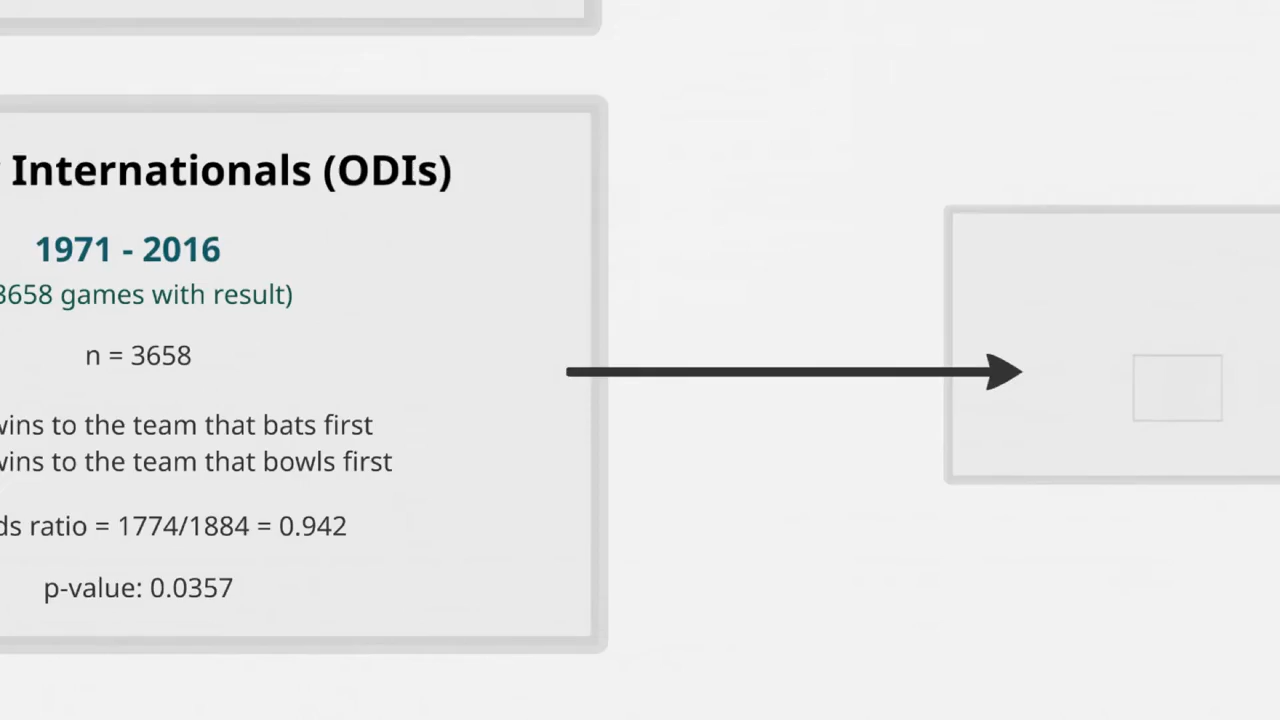 Internationals (ODIs)
1971 - 2016
3658 games with result)
n = 3658
wins to the team that bats first
wins to the team that bowls first
ratio = 1774/1884 = 0.942
p-value: 0.0357